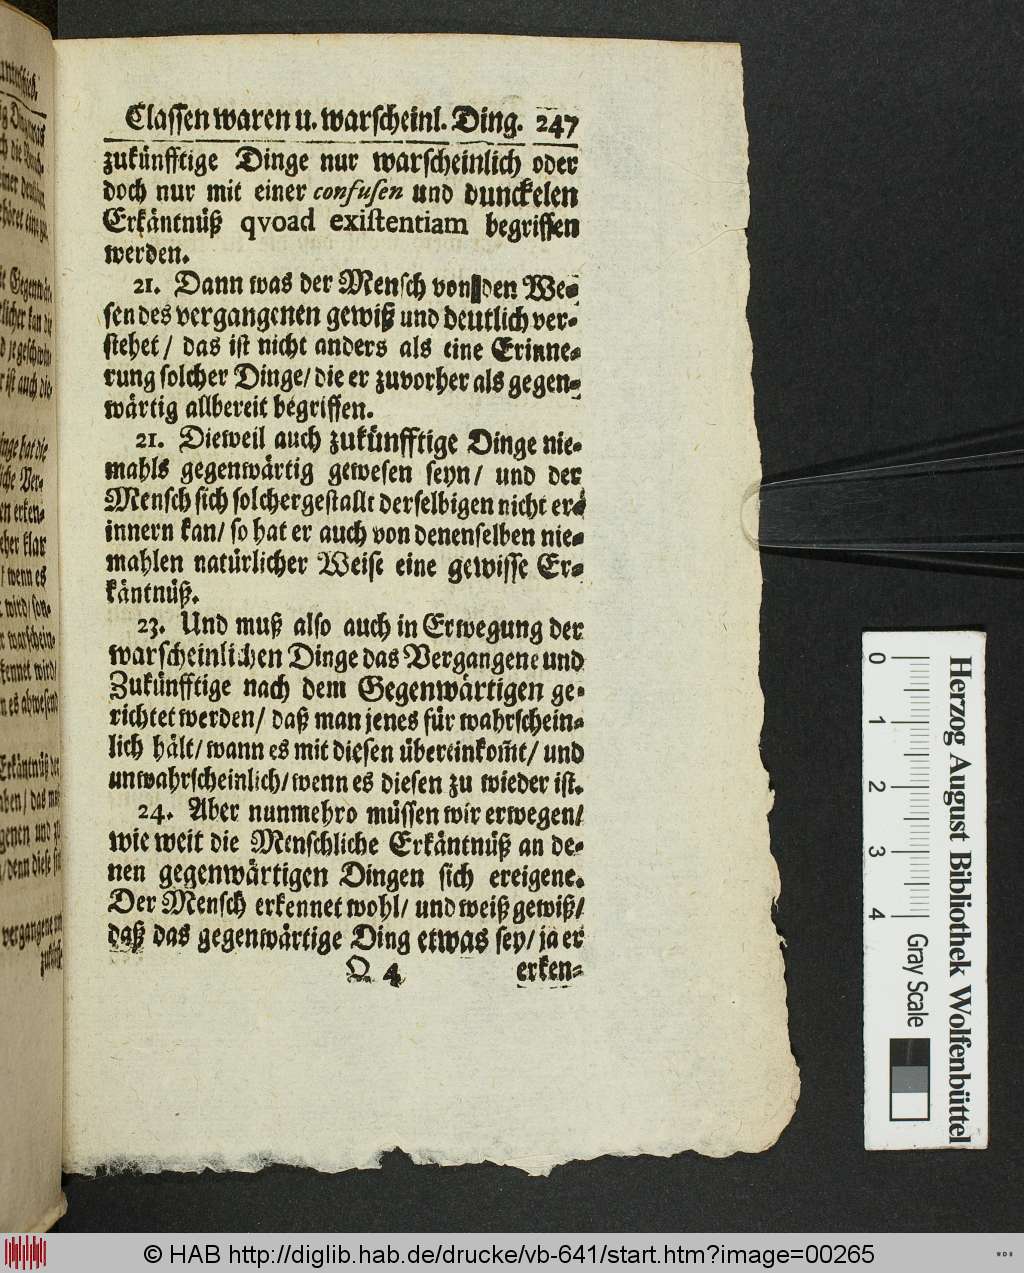 Classen waren u. warscheinl. Ding. 247
zukünfftige Dinge nur warscheinlich oder
doch nur mit einer confusen und dunckelen
Erkäntnüß qvoad existentiam begriffen
werden.
21. Dann was der Mensch von den We-
sen des vergangenen gewiß und deutlich ver-
stehet / das ist nicht anders als eine Erinne-
rung solcher Dinge / die er zuvorher als gegen-
wärtig allbereit begriffen.
21. Dieweil auch zukünfftige Dinge nie-
mahls gegenwärtig gewesen seyn / und der
Mensch sich solchergestallt derselbigen nicht er-
innern kan / so hat er auch von denenselben nie-
mahlen natürlicher Weise eine gewisse Er-
käntnüß.
23. Und muß also auch in Erwegung der
warscheinlichen Dinge das Vergangene und
Zukünfftige nach dem Gegenwärtigen ge-
richtet werden / daß man jenes für wahrschein-
lich hält / wann es mit diesen übereinkom̃t / und
unwahrscheinlich / wenn es diesen zu wieder ist.
24. Aber nunmehro müssen wir erwegen /
wie weit die Menschliche Erkäntnüß an de-
nen gegenwärtigen Dingen sich ereigene.
Der Mensch erkennet wohl / und weiß gewiß /
daß das gegenwärtige Ding etwas sey / ja er
Q 4 erken-
0 1 2 3 4
Herzog August Bibliothek Wolfenbüttel
Gray Scale
© HAB http://diglib.hab.de/drucke/vb-641/start.htm?image=00265